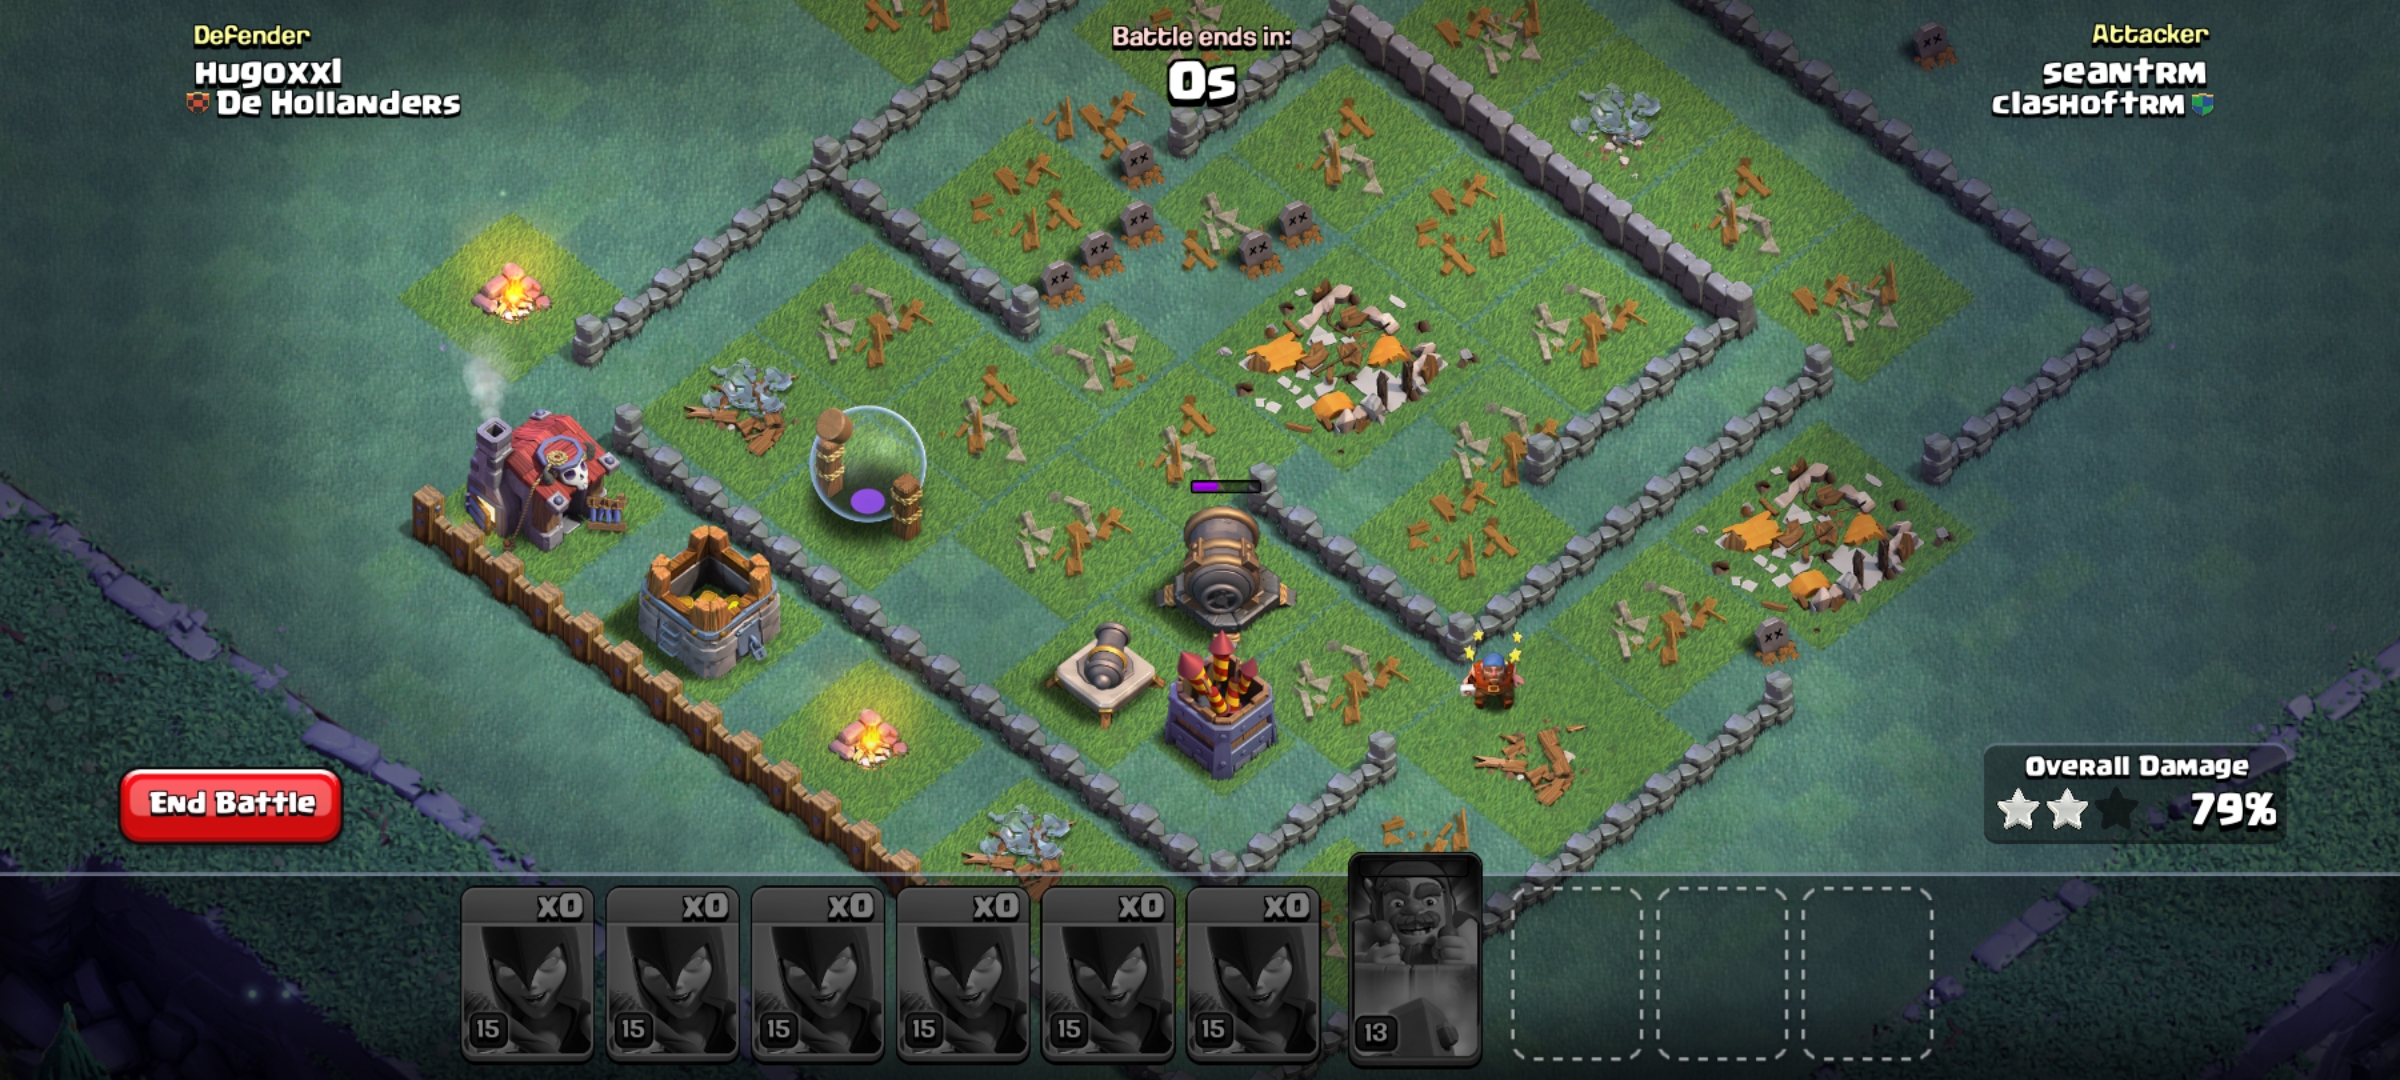 Defender
Hugoxxl
De Hollanders
Battle ends in:
0s
Attacker
seantRM
clashoftRM
End Battle
Overall Damage
79%
x0 x0 x0 x0 x0 x0
15 15 15 15 15 15 13